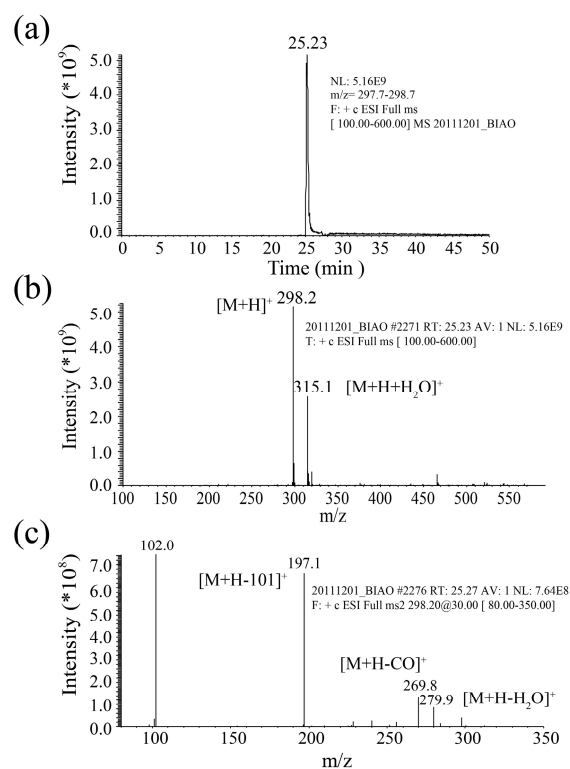 (a)
25.23
NL: 5.16E9
m/z= 297.7-298.7
F: + c ESI Full ms
[ 100.00-600.00] MS 20111201_BIAO
Intensity (*10⁹)
5.0
4.0
3.0
2.0
1.0
0.0
0 5 10 15 20 25 30 35 40 45 50
Time (min )
(b)
[M+H]⁺ 298.2
20111201_BIAO #2271 RT: 25.23 AV: 1 NL: 5.16E9
T: + c ESI Full ms [ 100.00-600.00]
315.1 [M+H+H₂O]⁺
Intensity (*10⁹)
5.0
4.0
3.0
2.0
1.0
0.0
100 150 200 250 300 350 400 450 500 550
m/z
(c)
102.0
197.1
[M+H-101]⁺
20111201_BIAO #2276 RT: 25.27 AV: 1 NL: 7.64E8
F: + c ESI Full ms2 298.20@30.00 [ 80.00-350.00]
[M+H-CO]⁺
269.8
279.9 [M+H-H₂O]⁺
Intensity (*10⁸)
7.0
6.0
5.0
4.0
3.0
2.0
1.0
0.0
100 150 200 250 300 350
m/z